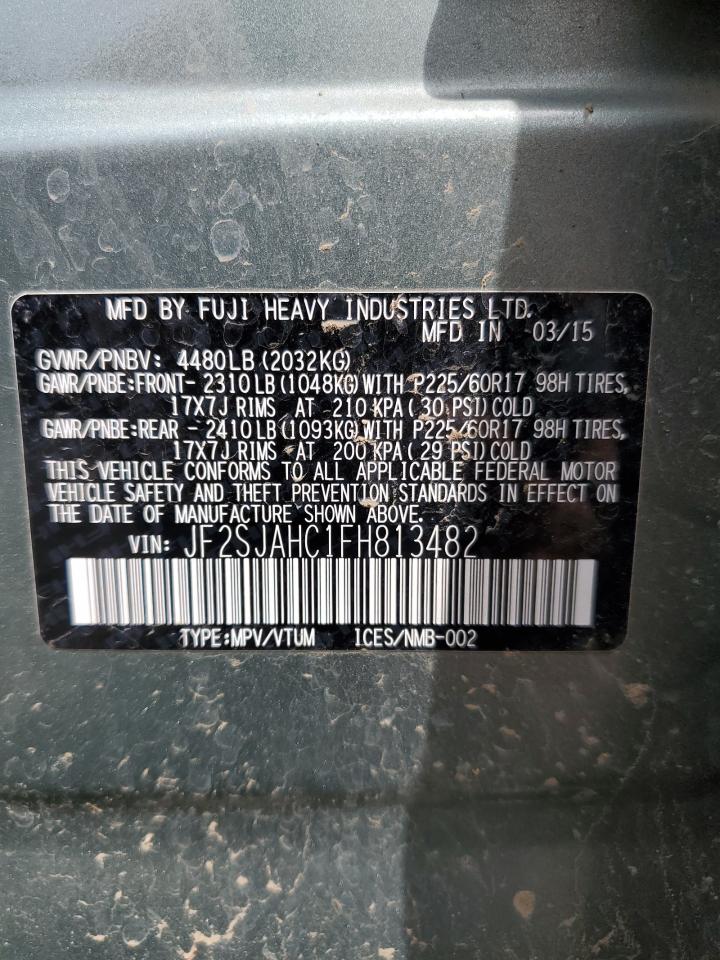 MFD BY FUJI HEAVY INDUSTRIES LTD.
MFD IN 03/15
GVWR/PNBV: 4480LB(2032KG)
GAWR/PNBE:FRONT- 2310LB(1048KG)WITH P225/60R17 98H TIRES,
17X7J RIMS AT 210 KPA(30 PSI)COLD
GAWR/PNBE:REAR - 2410LB(1093KG)WITH P225/60R17 98H TIRES,
17X7J RIMS AT 200 KPA(29 PSI)COLD
THIS VEHICLE CONFORMS TO ALL APPLICABLE FEDERAL MOTOR
VEHICLE SAFETY AND THEFT PREVENTION STANDARDS IN EFFECT ON
THE DATE OF MANUFACTURE SHOWN ABOVE.
VIN: JF2SJAHC1FH813482
TYPE:MPV/VTUM ICES/NMB-002